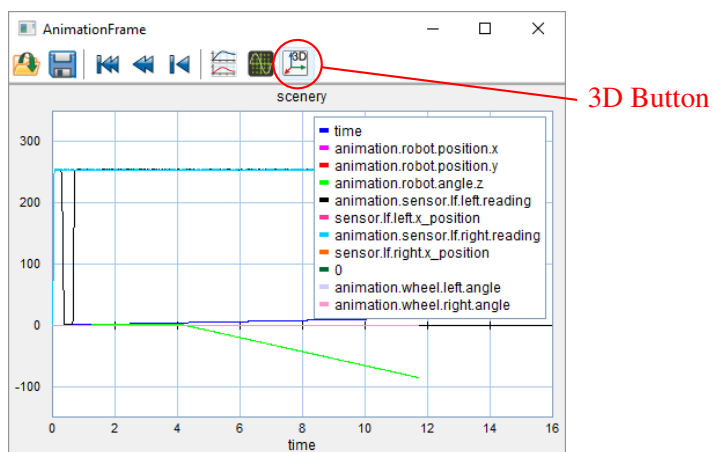 AnimationFrame
3D
3D Button
scenery
300
200
100
0
-100
time
animation.robot.position.x
animation.robot.position.y
animation.robot.angle.z
animation.sensor.lf.left.reading
sensor.lf.left.x_position
animation.sensor.lf.right.reading
sensor.lf.right.x_position
0
animation.wheel.left.angle
animation.wheel.right.angle
0 2 4 6 8 10 12 14 16
time